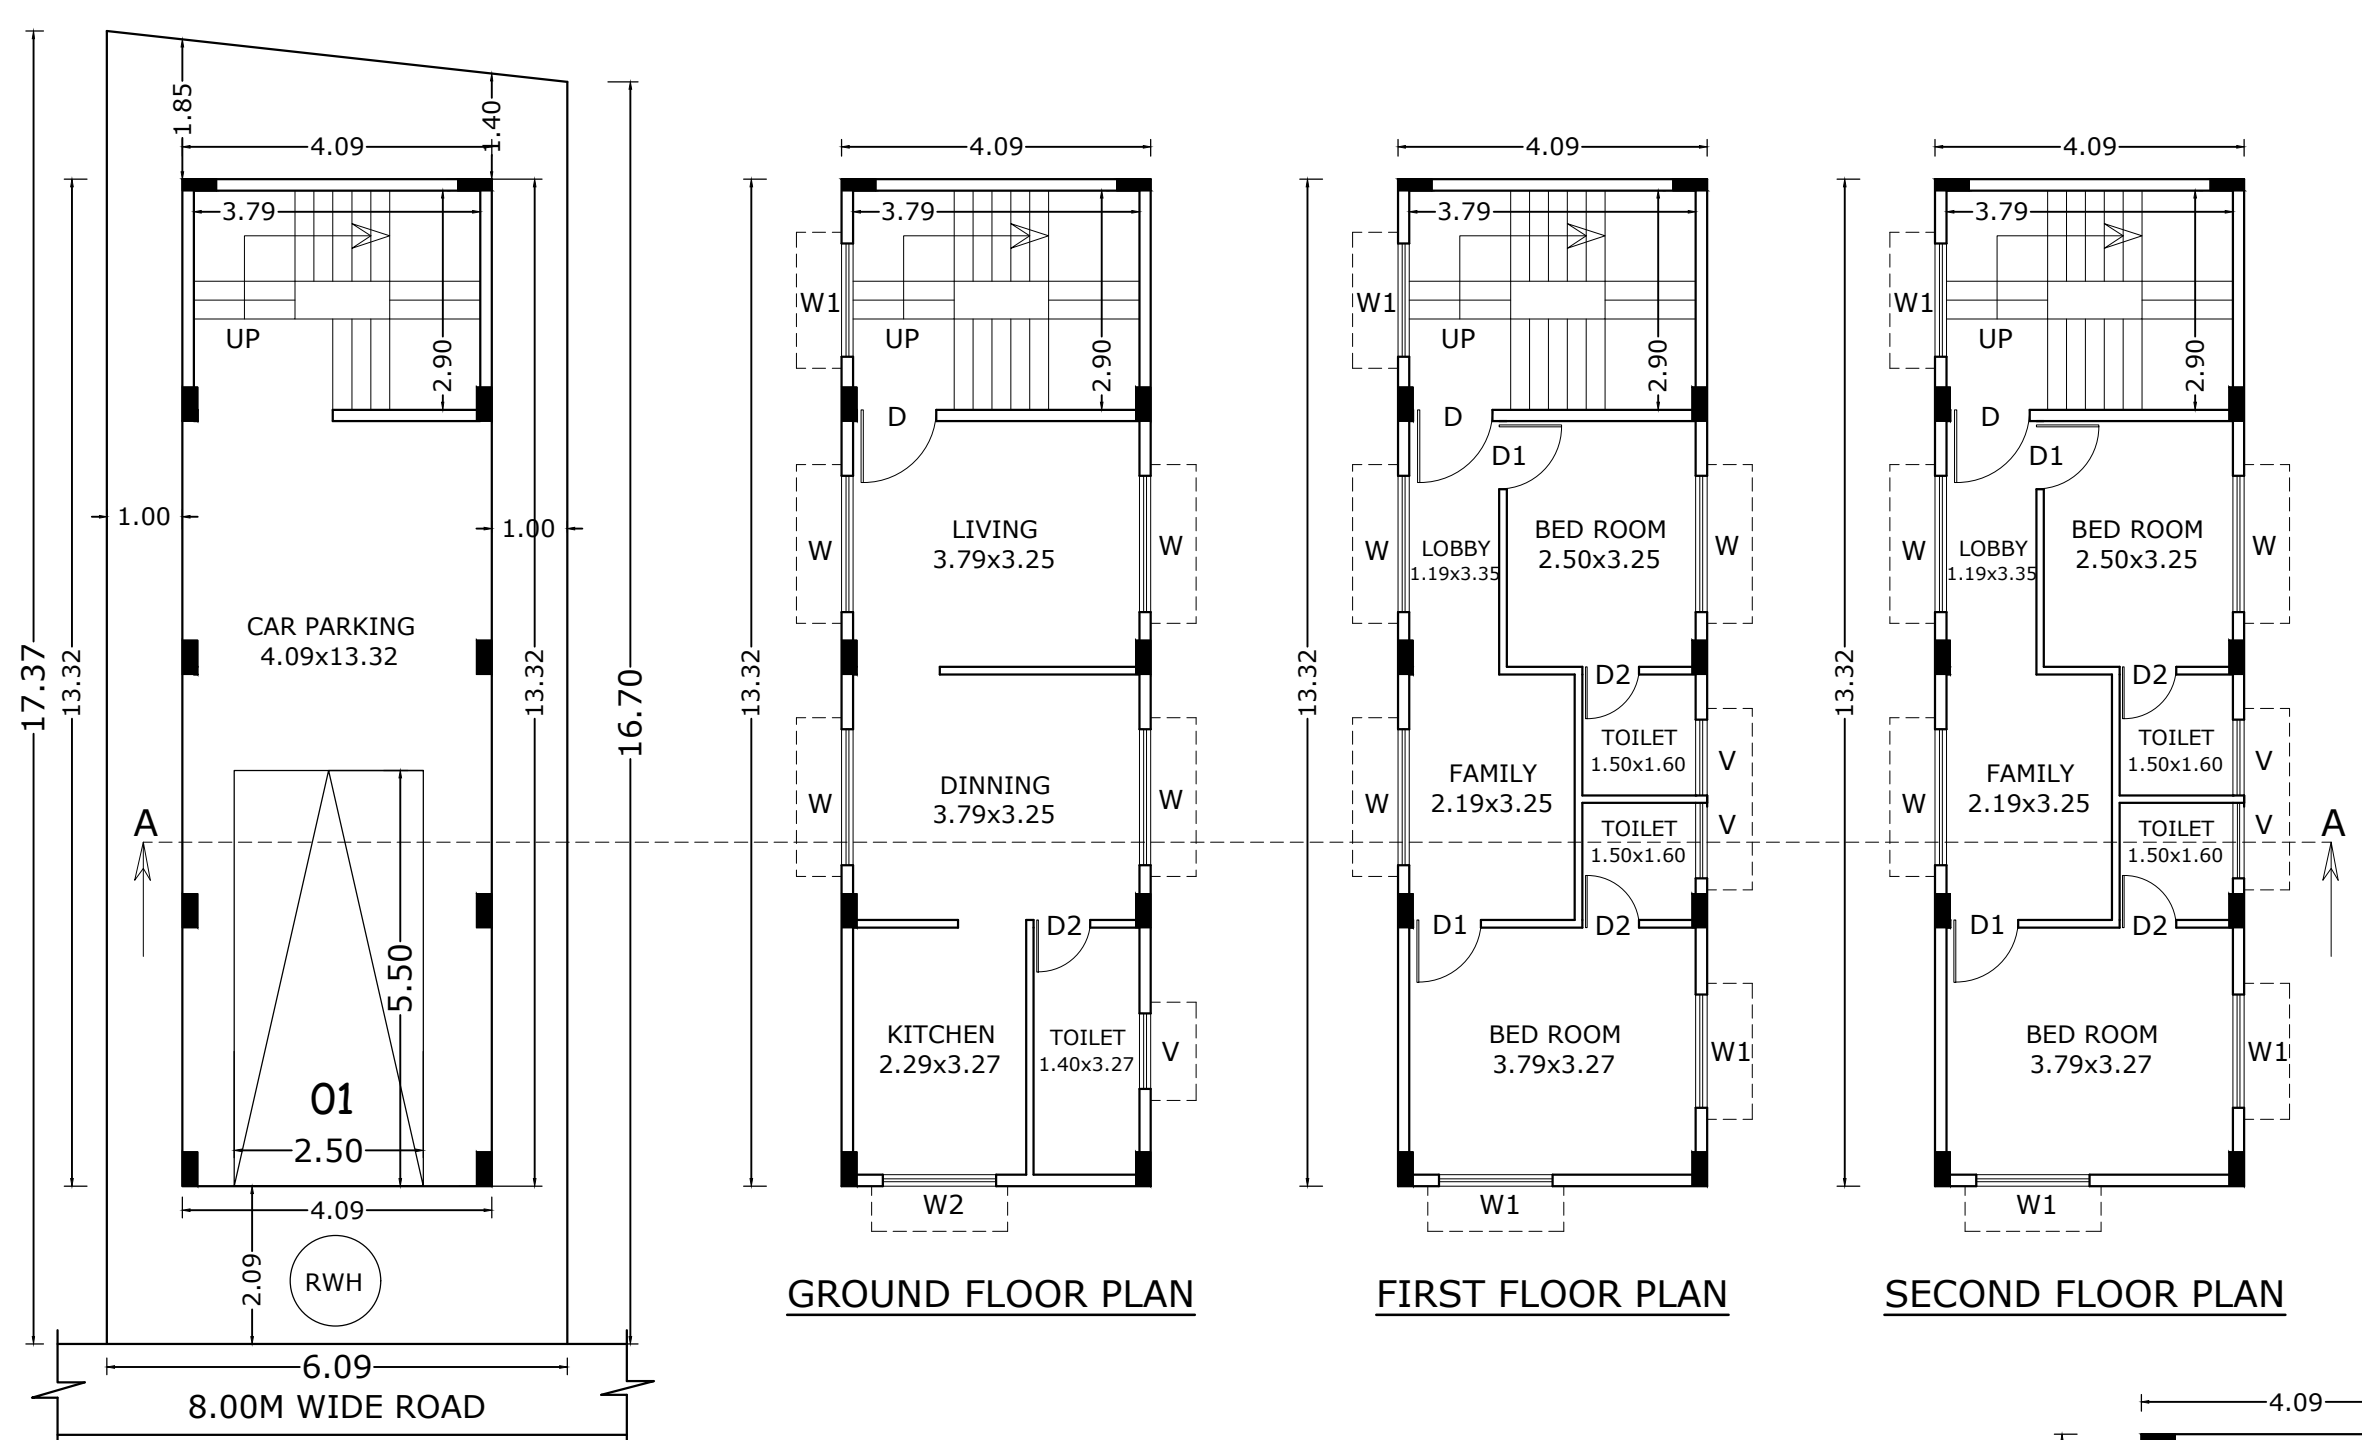 1.85
1.40
4.09
3.79
UP
2.90
1.00
1.00
CAR PARKING
4.09x13.32
17.37
13.32
13.32
16.70
A
5.50
01
2.50
4.09
2.09
RWH
6.09
8.00M WIDE ROAD
4.09
3.79
W1
UP
2.90
D
LIVING
3.79x3.25
W
W
13.32
DINNING
3.79x3.25
W
W
D2
KITCHEN
2.29x3.27
TOILET
1.40x3.27
V
W2
GROUND FLOOR PLAN
4.09
3.79
W1
UP
2.90
D
D1
BED ROOM
2.50x3.25
LOBBY
1.19x3.35
W
W
13.32
D2
TOILET
1.50x1.60
V
FAMILY
2.19x3.25
W
TOILET
1.50x1.60
V
D1
D2
BED ROOM
3.79x3.27
W1
W1
FIRST FLOOR PLAN
4.09
3.79
W1
UP
2.90
D
D1
BED ROOM
2.50x3.25
LOBBY
1.19x3.35
W
W
13.32
D2
TOILET
1.50x1.60
V
FAMILY
2.19x3.25
W
TOILET
1.50x1.60
V
A
D1
D2
BED ROOM
3.79x3.27
W1
W1
SECOND FLOOR PLAN
4.09